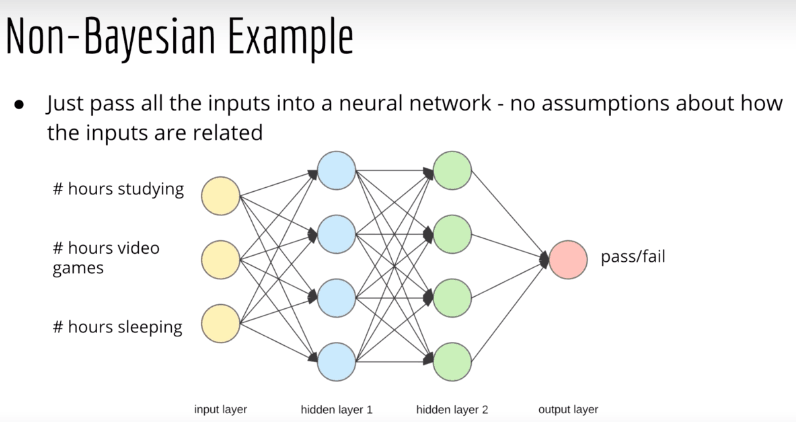 Non-Bayesian Example
● Just pass all the inputs into a neural network - no assumptions about how
the inputs are related
# hours studying
# hours video
games
# hours sleeping
pass/fail
input layer
hidden layer 1
hidden layer 2
output layer